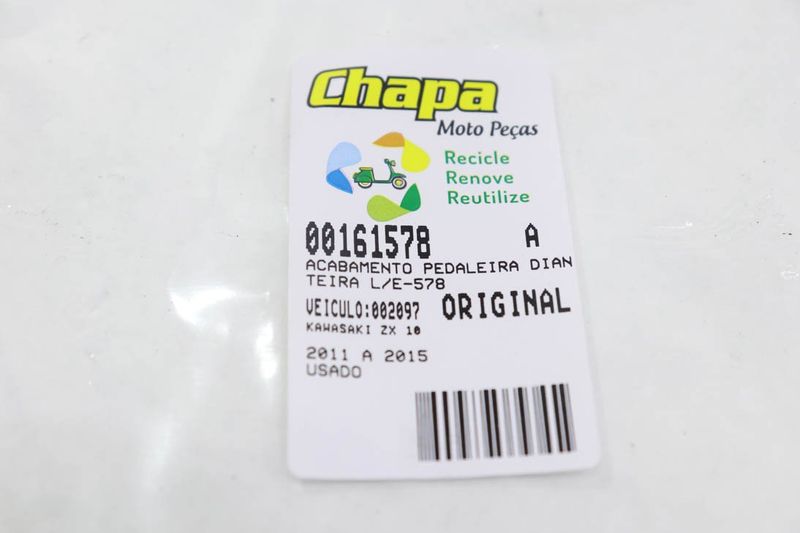 Chapa
Moto Peças
Recicle
Renove
Reutilize
00161578 A
ACABAMENTO PEDALEIRA DIAN
TEIRA L/E-578
VEICULO:002097 ORIGINAL
KAWASAKI ZX 10
2011 A 2015
USADO